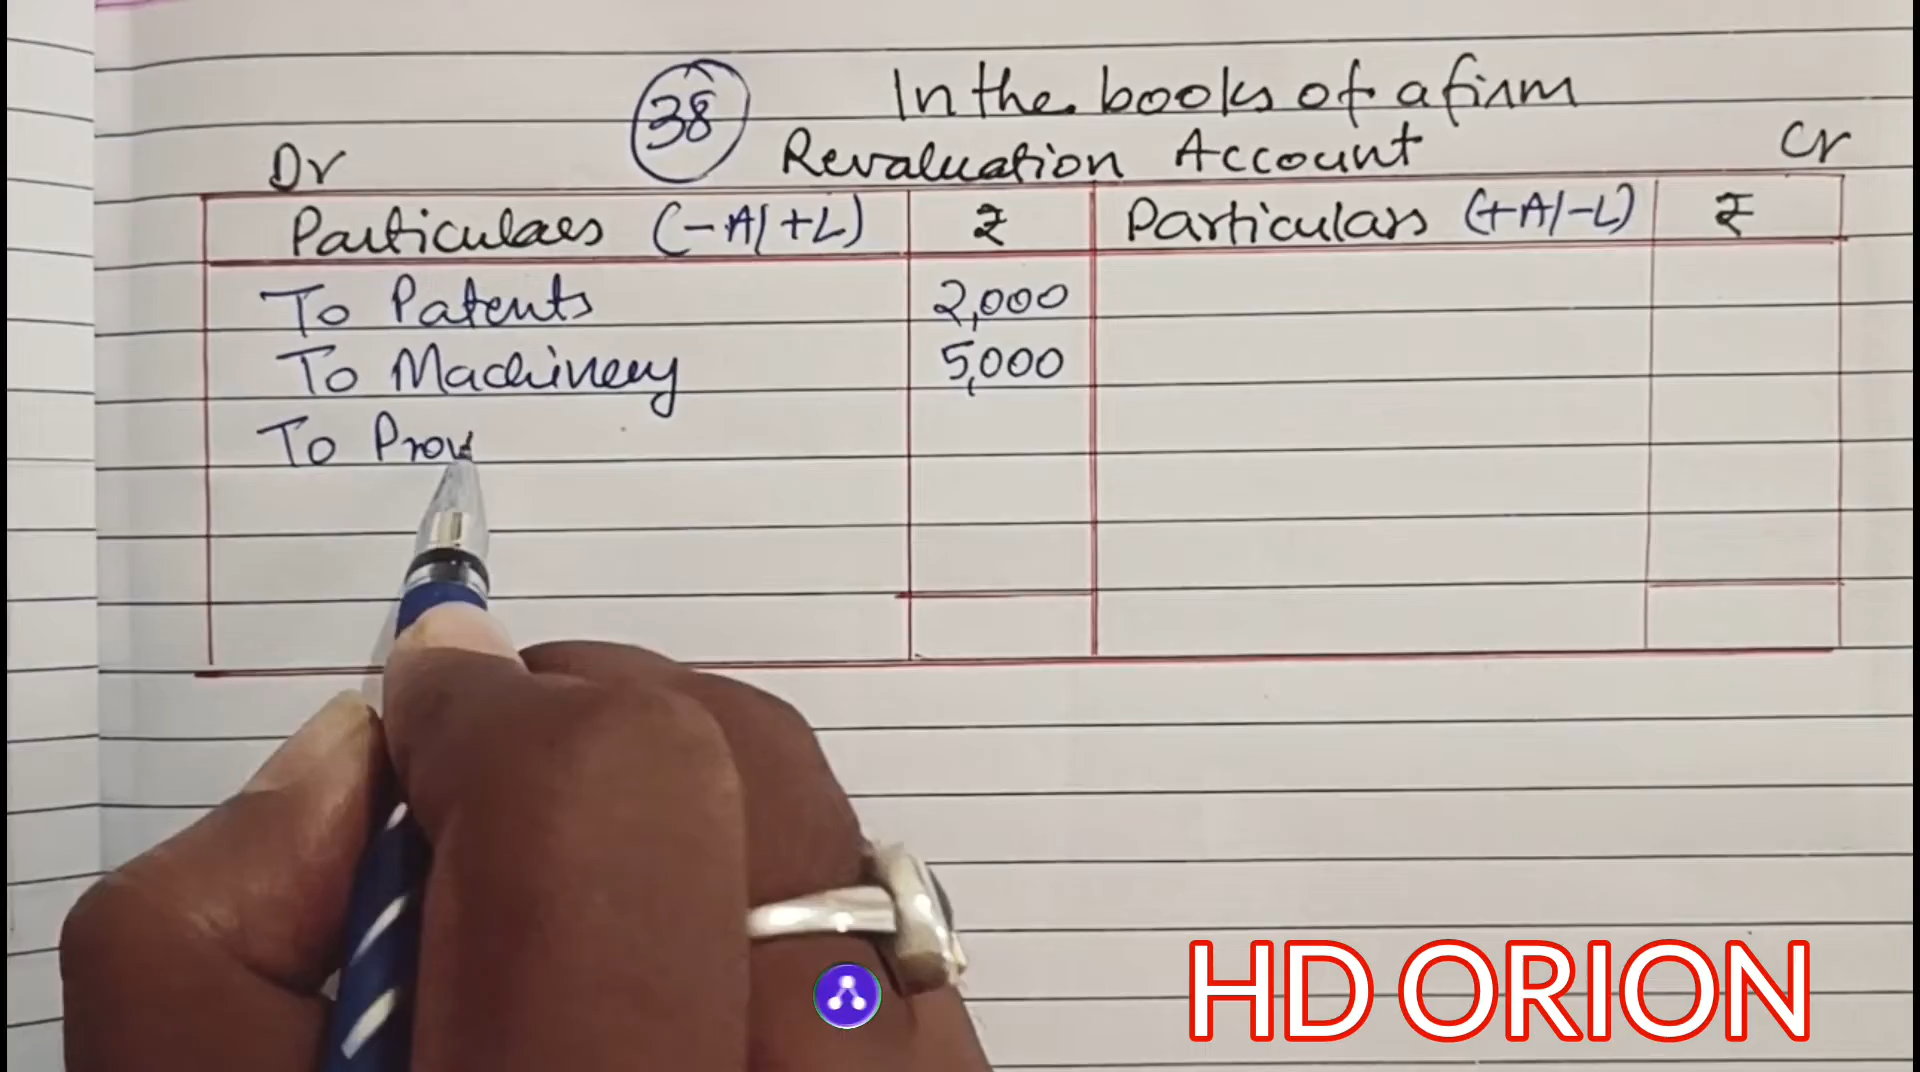 38
In the books of a firm
Dr Revaluation Account Cr
Particulars (-A/+L) ₹ Particulars (+A/-L) ₹
To Patents 2,000
To Machinery 5,000
To Prov
HD ORION